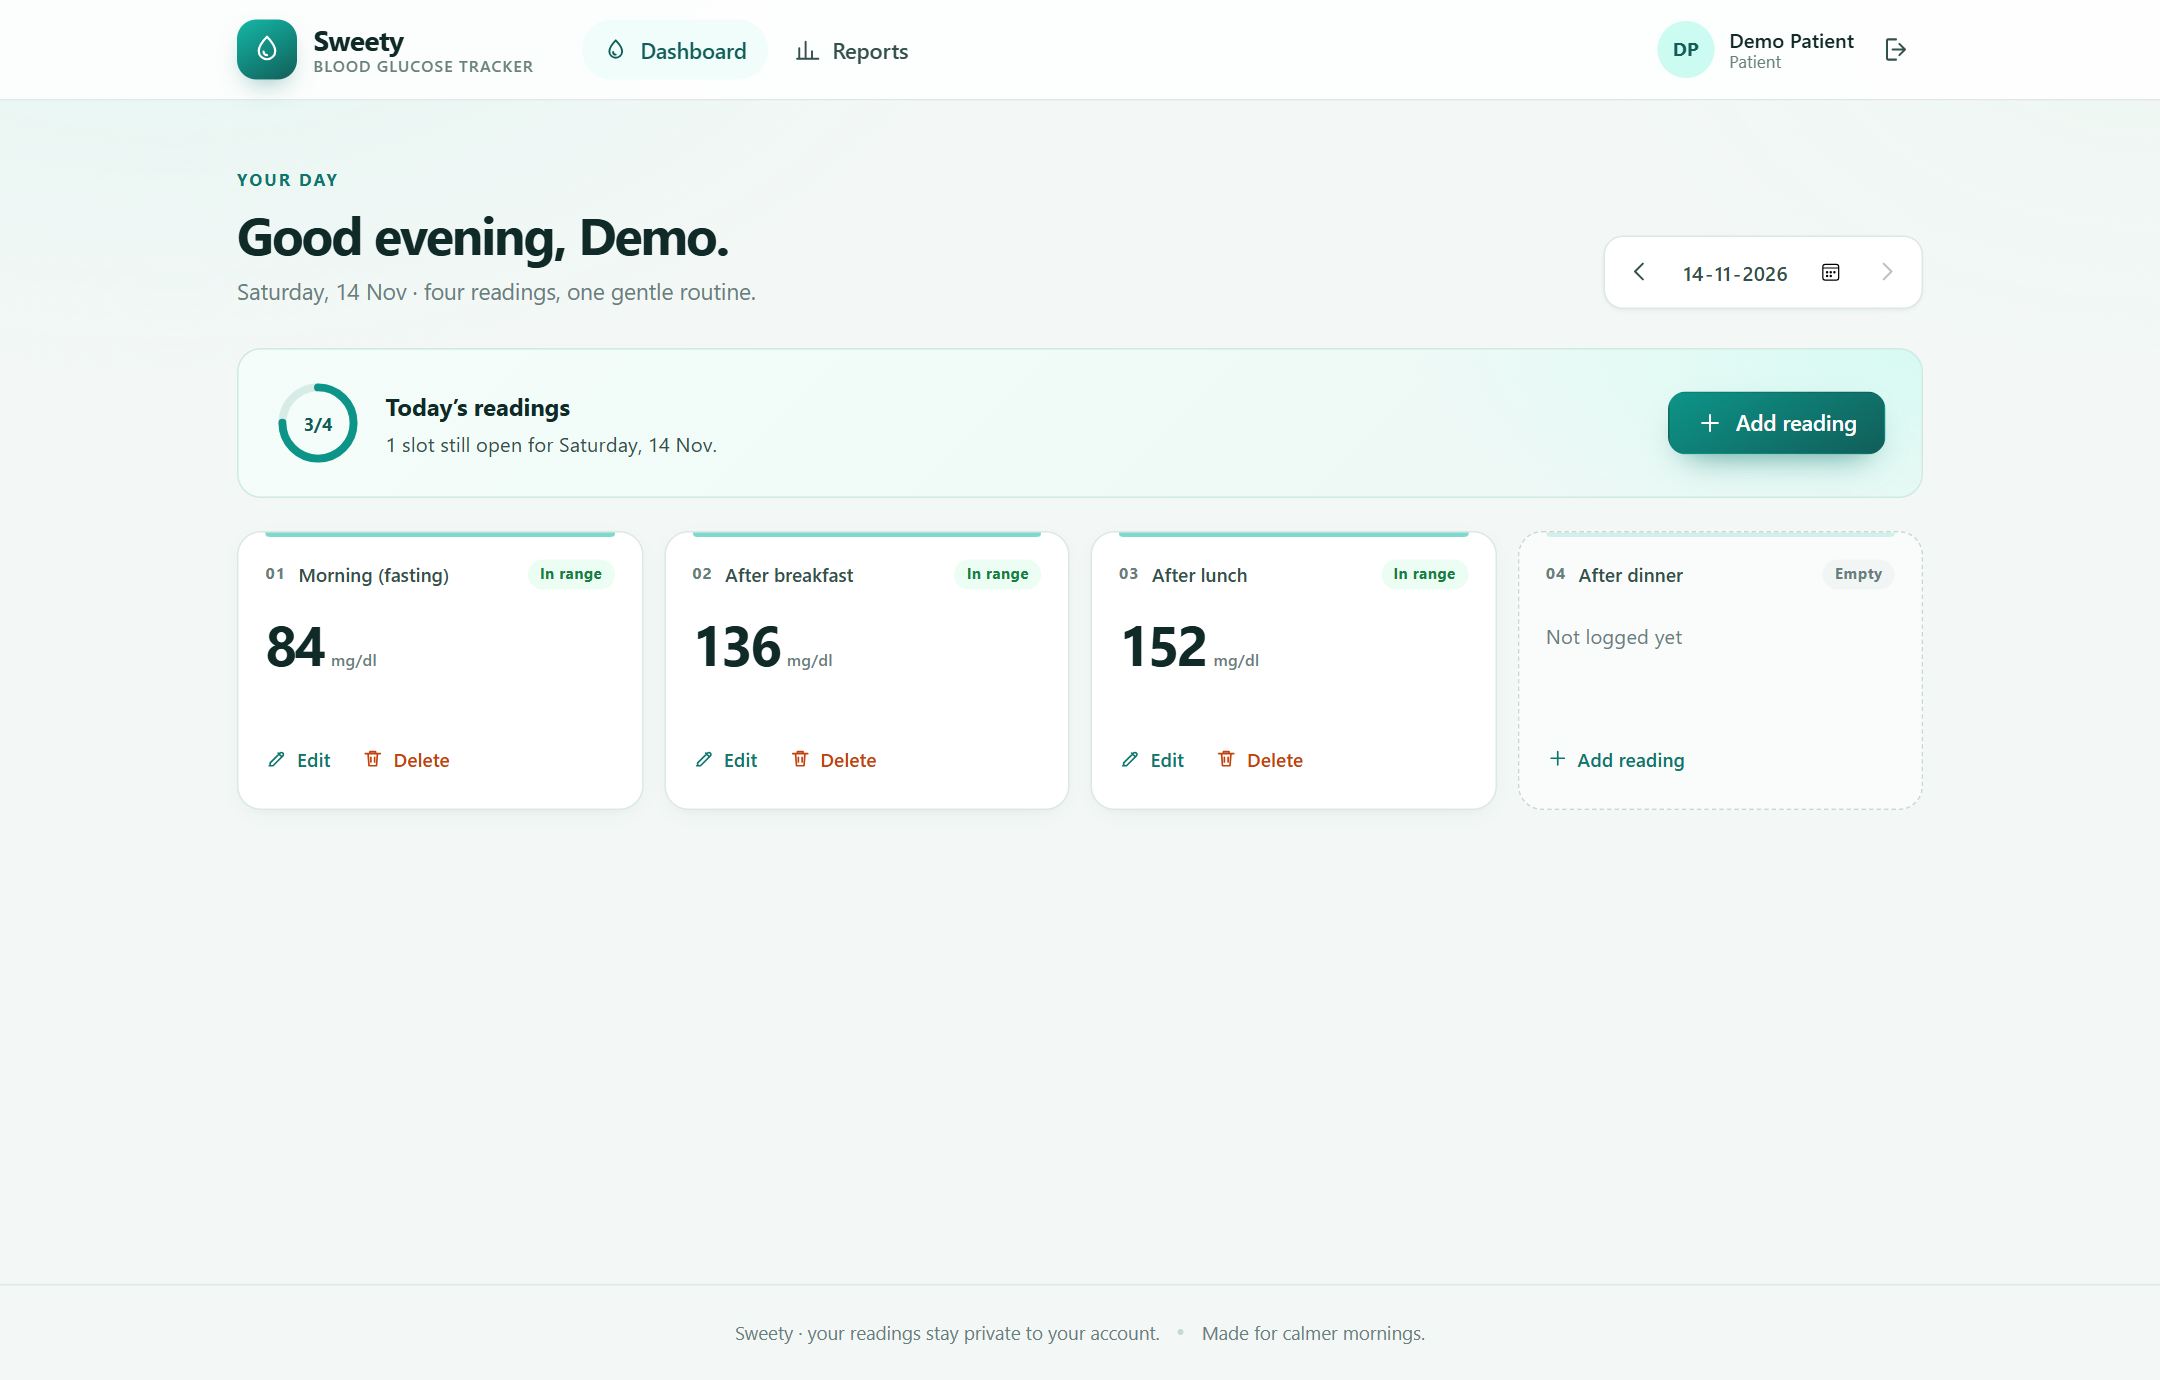 Sweety
BLOOD GLUCOSE TRACKER
Dashboard
Reports
DP
Demo Patient
Patient
YOUR DAY
Good evening, Demo.
Saturday, 14 Nov · four readings, one gentle routine.
14-11-2026
3/4
Today’s readings
1 slot still open for Saturday, 14 Nov.
Add reading
01 Morning (fasting) In range
84 mg/dl
Edit Delete
02 After breakfast In range
136 mg/dl
Edit Delete
03 After lunch In range
152 mg/dl
Edit Delete
04 After dinner Empty
Not logged yet
Add reading
Sweety · your readings stay private to your account. • Made for calmer mornings.